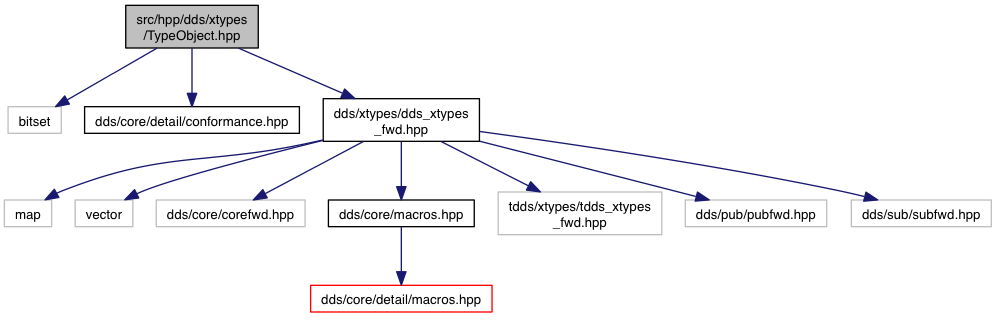 src/hpp/dds/xtypes
/TypeObject.hpp
bitset
dds/core/detail/conformance.hpp
dds/xtypes/dds_xtypes
_fwd.hpp
map
vector
dds/core/corefwd.hpp
dds/core/macros.hpp
tdds/xtypes/tdds_xtypes
_fwd.hpp
dds/pub/pubfwd.hpp
dds/sub/subfwd.hpp
dds/core/detail/macros.hpp